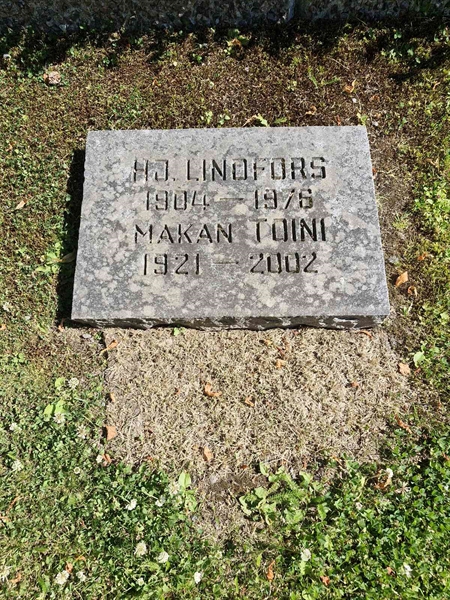 HJ. LINDFORS
1904 — 1976
MAKAN TOINI
1921 — 2002